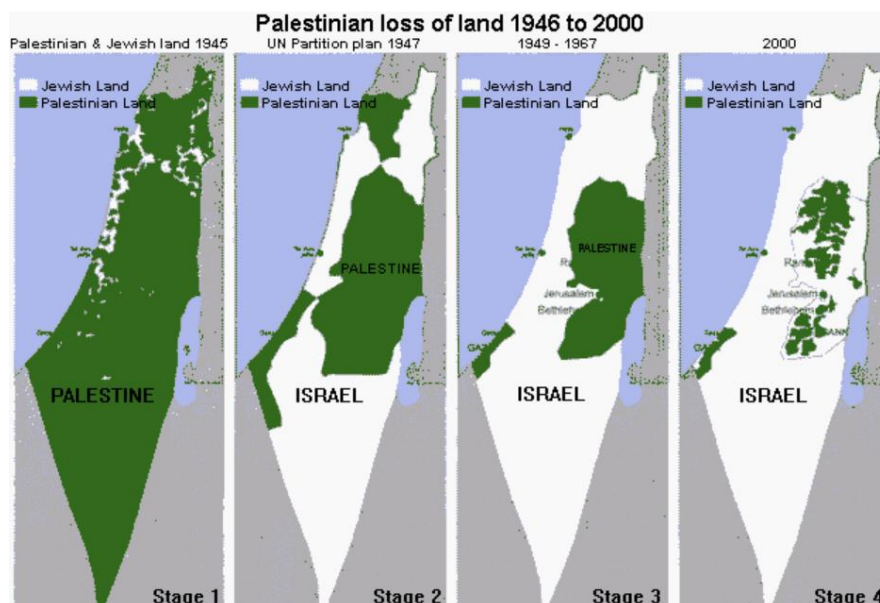 Palestinian loss of land 1946 to 2000
Palestinian & Jewish land 1945
UN Partition plan 1947
1949 - 1967
2000
Jewish Land
Palestinian Land
PALESTINE
Stage 1
Jewish Land
Palestinian Land
PALESTINE
ISRAEL
Stage 2
Jewish Land
Palestinian Land
PALESTINE
Jerusalem
ISRAEL
Stage 3
Jewish Land
Palestinian Land
Jerusalem
Bethlehem
ISRAEL
Stage 4